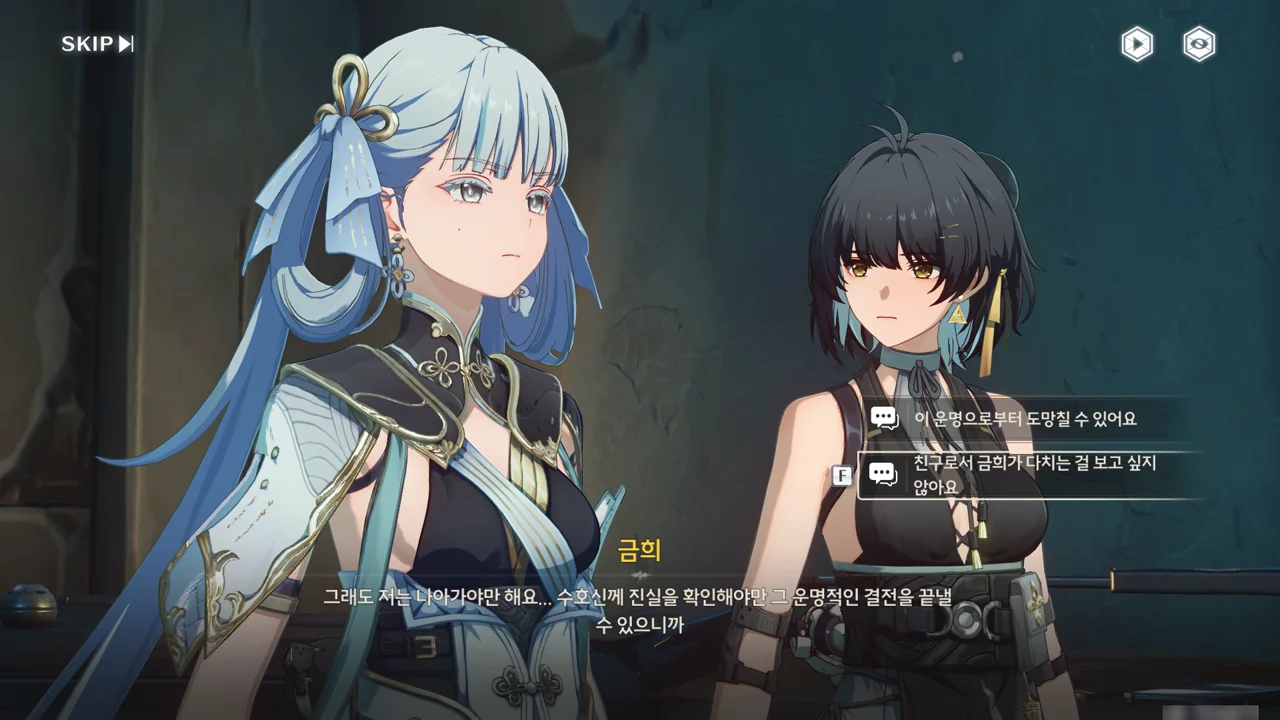 SKIP
이 운명으로부터 도망칠 수 있어요
친구로서 금희가 다치는 걸 보고 싶지
않아요
F
금희
그래도 저는 나아가야만 해요... 수호신께 진실을 확인해야만 그 운명적인 결전을 끝낼
수 있으니까